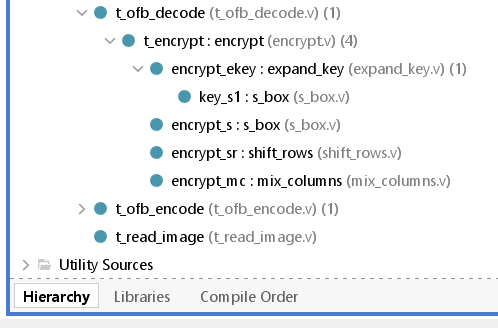 t_ofb_decode (t_ofb_decode.v) (1)
t_encrypt : encrypt (encrypt.v) (4)
encrypt_ekey : expand_key (expand_key.v) (1)
key_s1 : s_box (s_box.v)
encrypt_s : s_box (s_box.v)
encrypt_sr : shift_rows (shift_rows.v)
encrypt_mc : mix_columns (mix_columns.v)
t_ofb_encode (t_ofb_encode.v) (1)
t_read_image (t_read_image.v)
Utility Sources
Hierarchy Libraries Compile Order